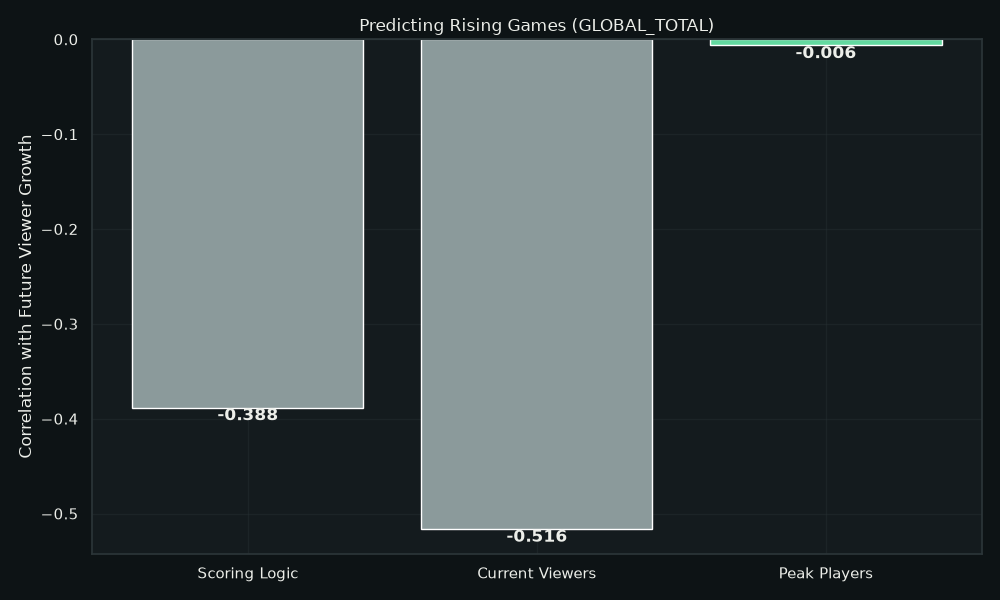 Predicting Rising Games (GLOBAL_TOTAL)
Correlation with Future Viewer Growth
0.0
−0.1
−0.2
−0.3
−0.4
−0.5
-0.388
-0.516
-0.006
Scoring Logic
Current Viewers
Peak Players